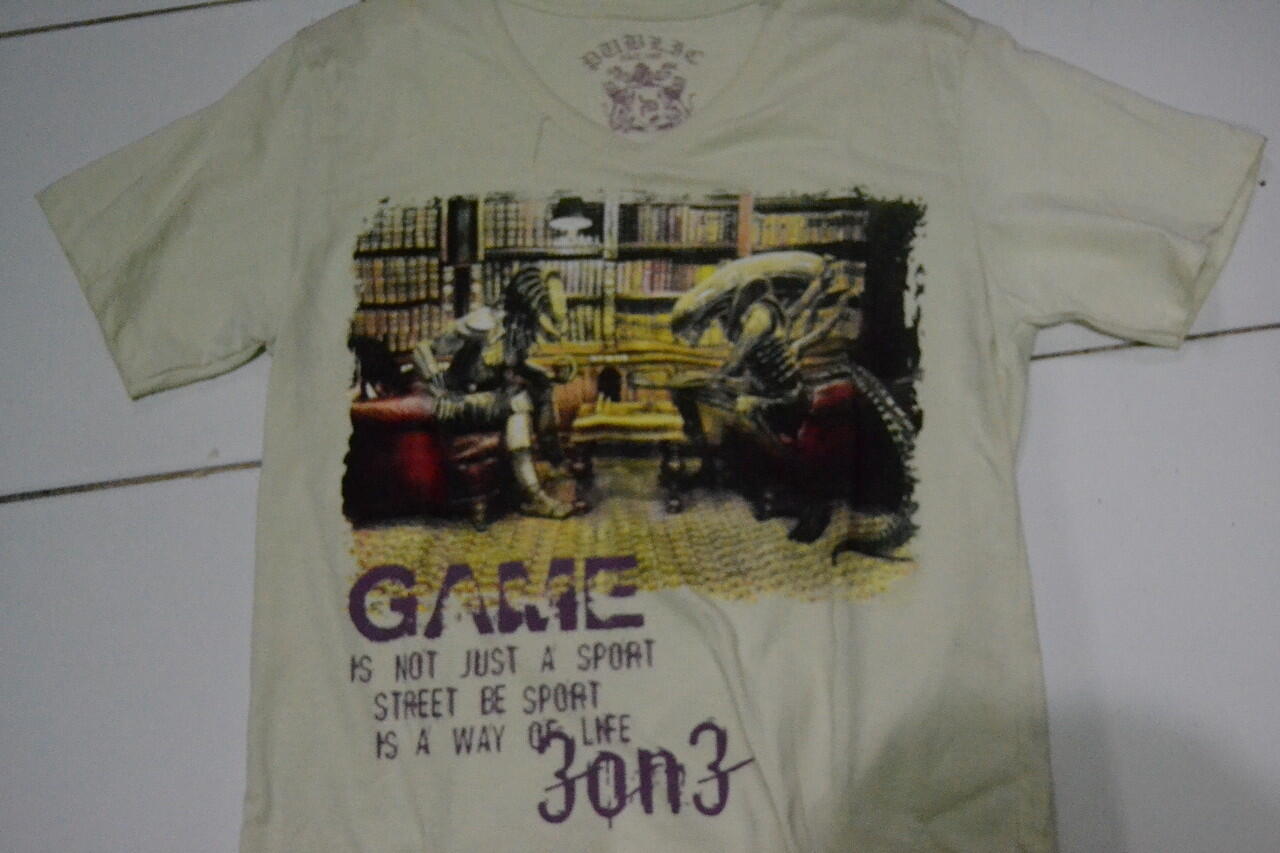 PUBLIC
GAME
IS NOT JUST A SPORT
STREET BE SPORT
IS A WAY OF LIFE
3on3